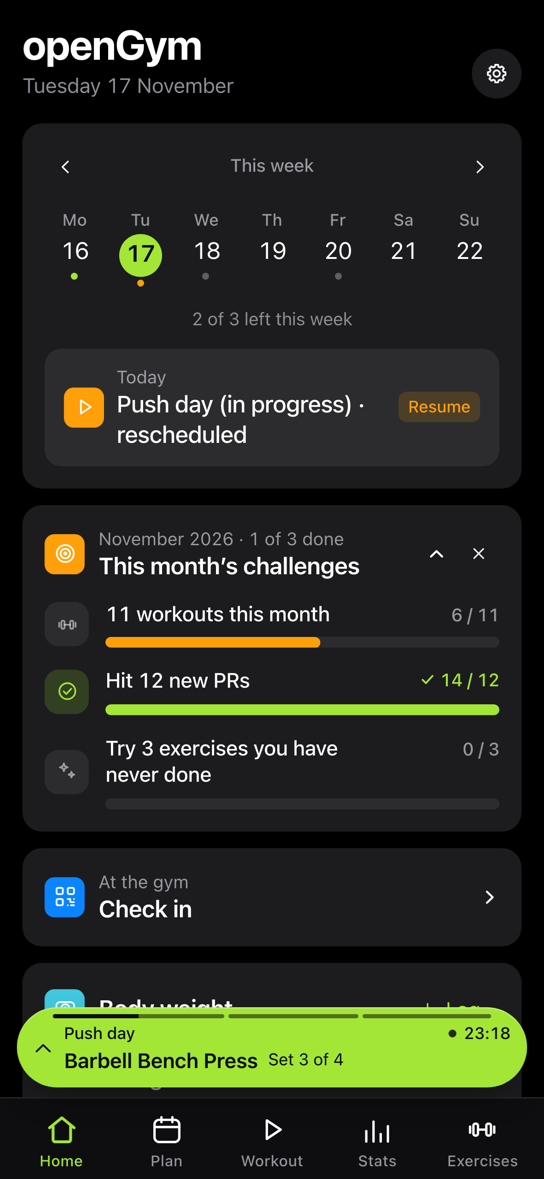 openGym
Tuesday 17 November
This week
Mo Tu We Th Fr Sa Su
16 17 18 19 20 21 22
2 of 3 left this week
Today
Push day (in progress) ·
rescheduled
Resume
November 2026 · 1 of 3 done
This month’s challenges
11 workouts this month 6 / 11
Hit 12 new PRs 14 / 12
Try 3 exercises you have
never done
0 / 3
At the gym
Check in
Body weight
Push day 23:18
Barbell Bench Press Set 3 of 4
Home Plan Workout Stats Exercises